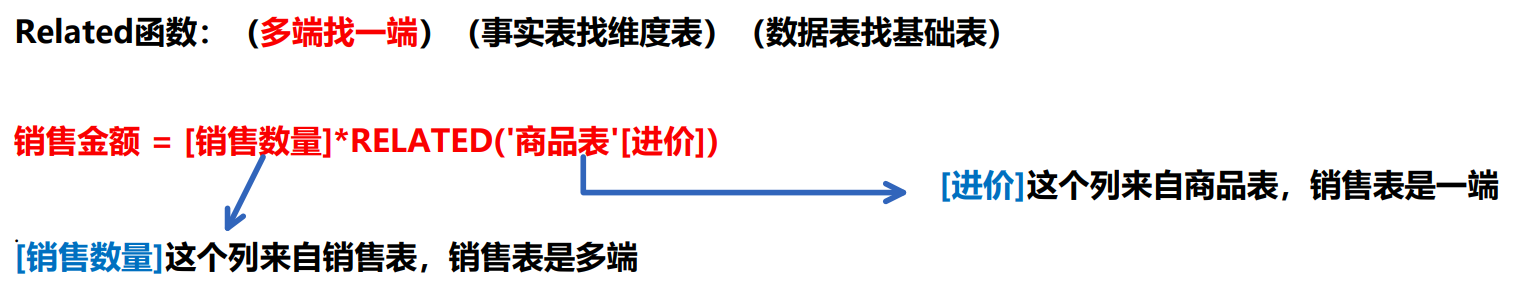 Related函数：（多端找一端）（事实表找维度表）（数据表找基础表）
销售金额 = [销售数量]*RELATED('商品表'[进价])
[进价]这个列来自商品表，销售表是一端
[销售数量]这个列来自销售表，销售表是多端